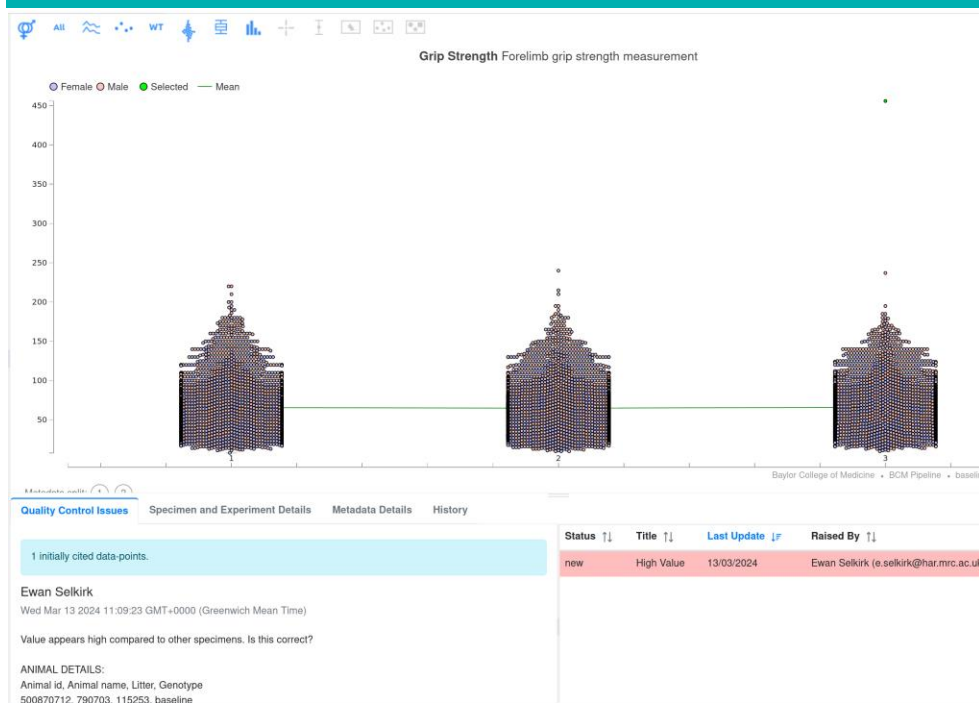 All WT
Grip Strength Forelimb grip strength measurement
Female Male Selected Mean
450
400
350
300
250
200
150
100
50
1 2 3
Baylor College of Medicine • BCM Pipeline • baseli
Metadata split: 1 2
Quality Control Issues Specimen and Experiment Details Metadata Details History
Status Title Last Update Raised By
new High Value 13/03/2024 Ewan Selkirk (e.selkirk@har.mrc.ac.uk
1 initially cited data-points.
Ewan Selkirk
Wed Mar 13 2024 11:09:23 GMT+0000 (Greenwich Mean Time)
Value appears high compared to other specimens. Is this correct?
ANIMAL DETAILS:
Animal id, Animal name, Litter, Genotype
500870712, 790703, 115253, baseline